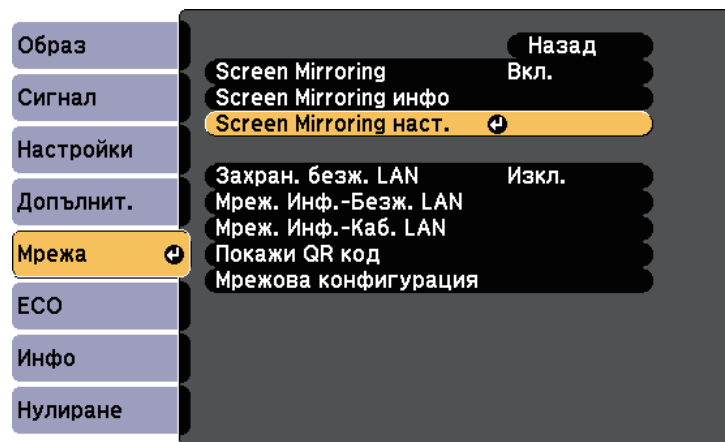 Образ
Сигнал
Настройки
Допълнит.
Мрежа
ECO
Инфо
Нулиране
Назад
Screen Mirroring Вкл.
Screen Mirroring инфо
Screen Mirroring наст.
Захран. безж. LAN Изкл.
Мреж. Инф.-Безж. LAN
Мреж. Инф.-Каб. LAN
Покажи QR код
Мрежова конфигурация